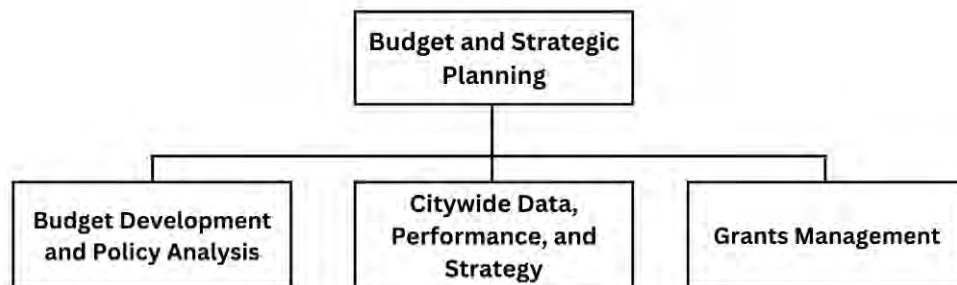 Budget and Strategic
Planning
Budget Development
and Policy Analysis
Citywide Data,
Performance, and
Strategy
Grants Management